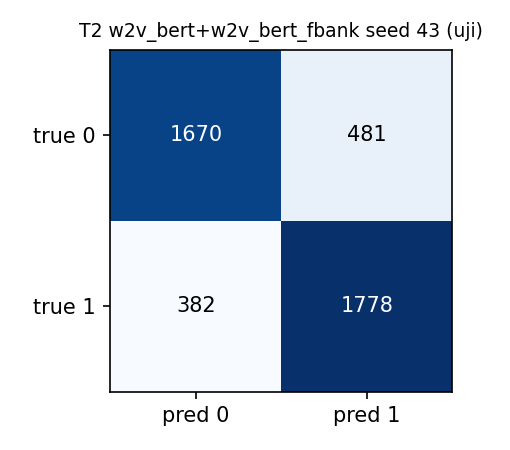 T2 w2v_bert+w2v_bert_fbank seed 43 (uji)
true 0 1670 481
true 1 382 1778
pred 0 pred 1